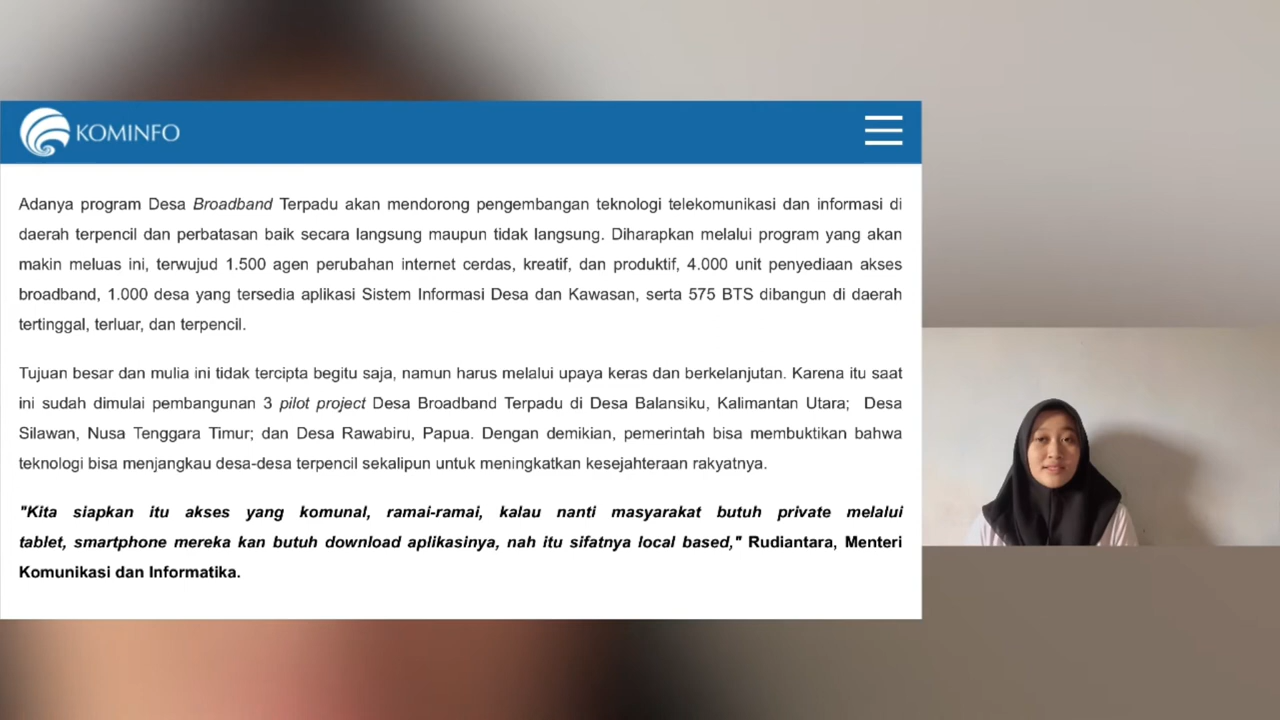 KOMINFO
Adanya program Desa Broadband Terpadu akan mendorong pengembangan teknologi telekomunikasi dan informasi di
daerah terpencil dan perbatasan baik secara langsung maupun tidak langsung. Diharapkan melalui program yang akan
makin meluas ini, terwujud 1.500 agen perubahan internet cerdas, kreatif, dan produktif, 4.000 unit penyediaan akses
broadband, 1.000 desa yang tersedia aplikasi Sistem Informasi Desa dan Kawasan, serta 575 BTS dibangun di daerah
tertinggal, terluar, dan terpencil.
Tujuan besar dan mulia ini tidak tercipta begitu saja, namun harus melalui upaya keras dan berkelanjutan. Karena itu saat
ini sudah dimulai pembangunan 3 pilot project Desa Broadband Terpadu di Desa Balansiku, Kalimantan Utara; Desa
Silawan, Nusa Tenggara Timur; dan Desa Rawabiru, Papua. Dengan demikian, pemerintah bisa membuktikan bahwa
teknologi bisa menjangkau desa-desa terpencil sekalipun untuk meningkatkan kesejahteraan rakyatnya.
"Kita siapkan itu akses yang komunal, ramai-ramai, kalau nanti masyarakat butuh private melalui
tablet, smartphone mereka kan butuh download aplikasinya, nah itu sifatnya local based," Rudiantara, Menteri
Komunikasi dan Informatika.